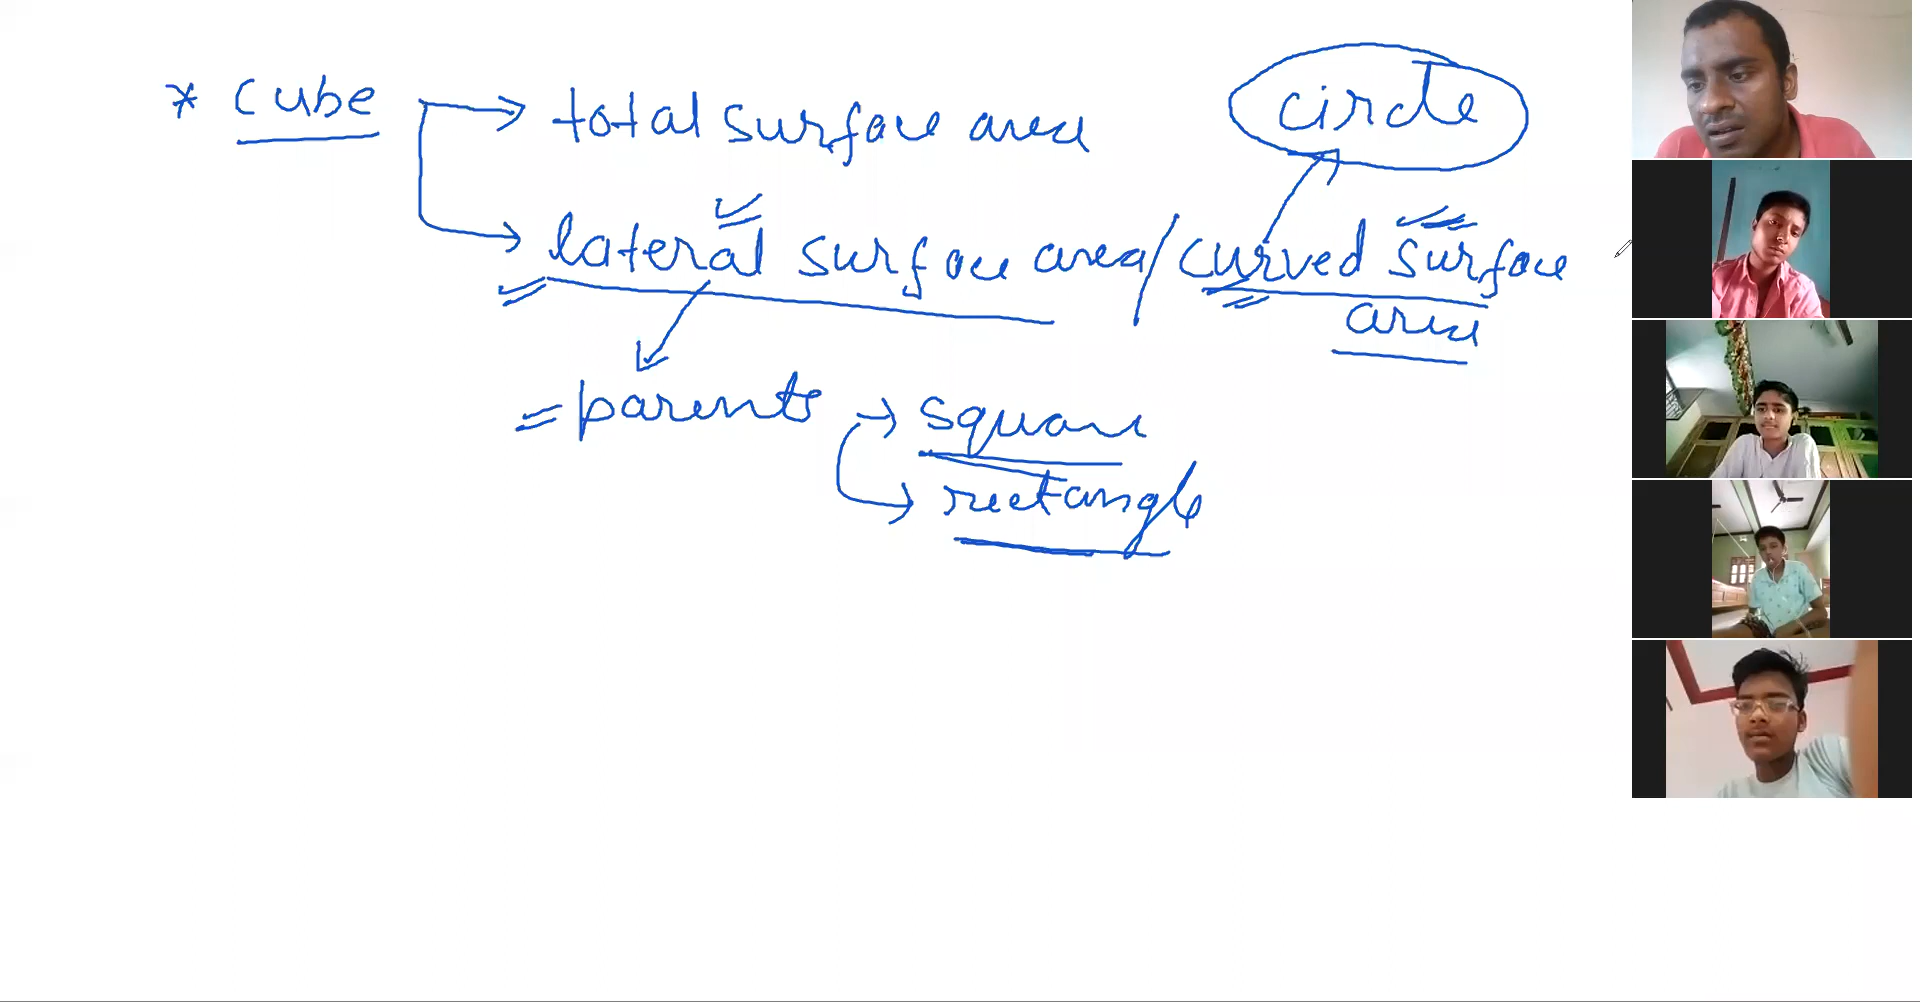 * cube → total surface area
circle
→ lateral surface area / curved surface
area
= parents → square
→ rectangle